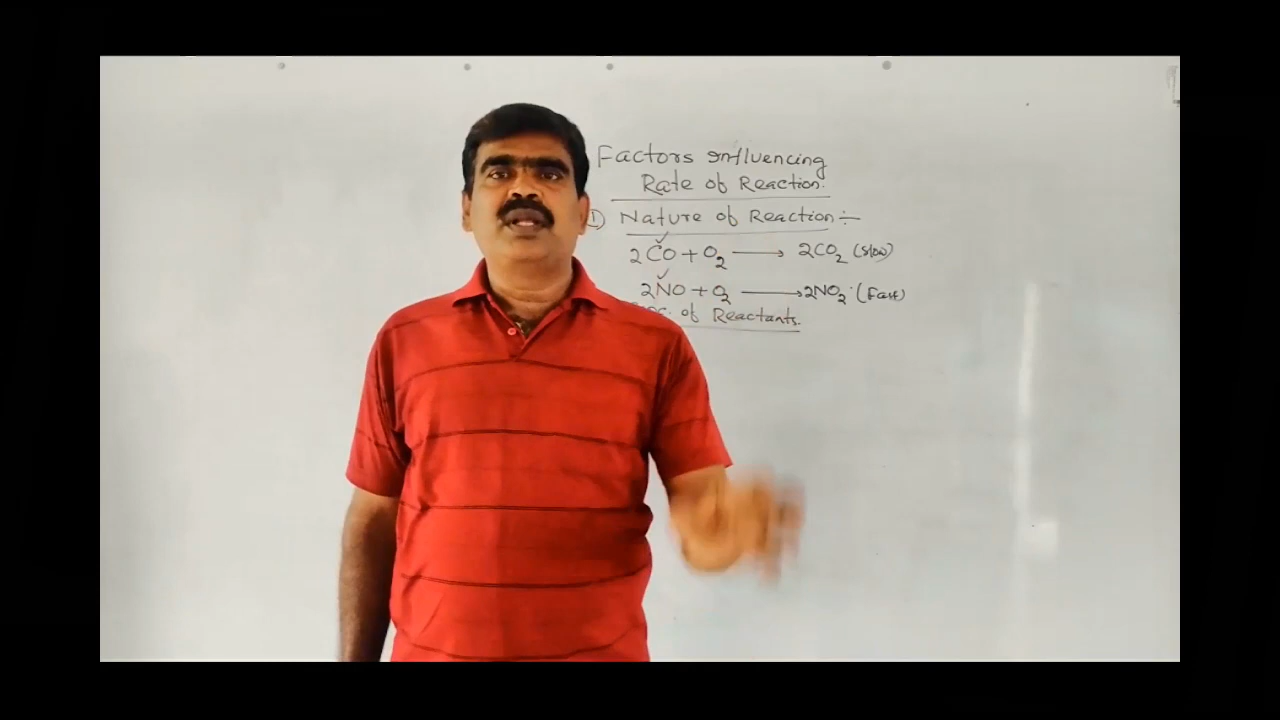 Factors Influencing
Rate of Reaction.
① Nature of Reaction :-
2CO + O₂ ⟶ 2CO₂ (slow)
2NO + O₂ ⟶ 2NO₂. (Fast)
of Reactants.